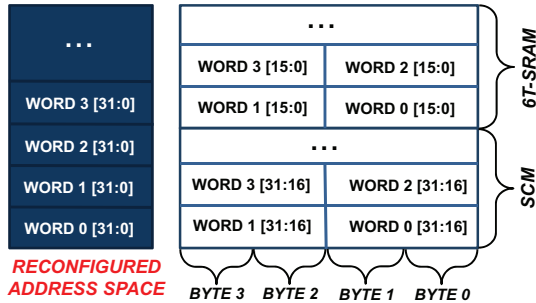 ...
WORD 3 [31:0]
WORD 2 [31:0]
WORD 1 [31:0]
WORD 0 [31:0]
RECONFIGURED
ADDRESS SPACE
...
WORD 3 [15:0] WORD 2 [15:0]
WORD 1 [15:0] WORD 0 [15:0]
...
WORD 3 [31:16] WORD 2 [31:16]
WORD 1 [31:16] WORD 0 [31:16]
BYTE 3 BYTE 2 BYTE 1 BYTE 0
6T-SRAM
SCM